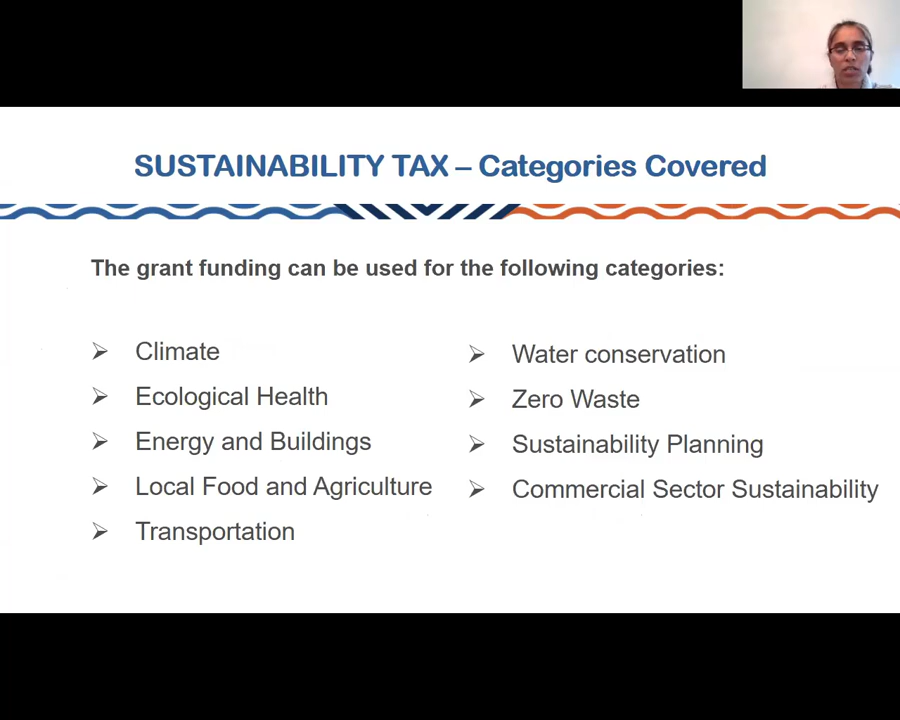 SUSTAINABILITY TAX – Categories Covered
The grant funding can be used for the following categories:
Climate
Ecological Health
Energy and Buildings
Local Food and Agriculture
Transportation
Water conservation
Zero Waste
Sustainability Planning
Commercial Sector Sustainability